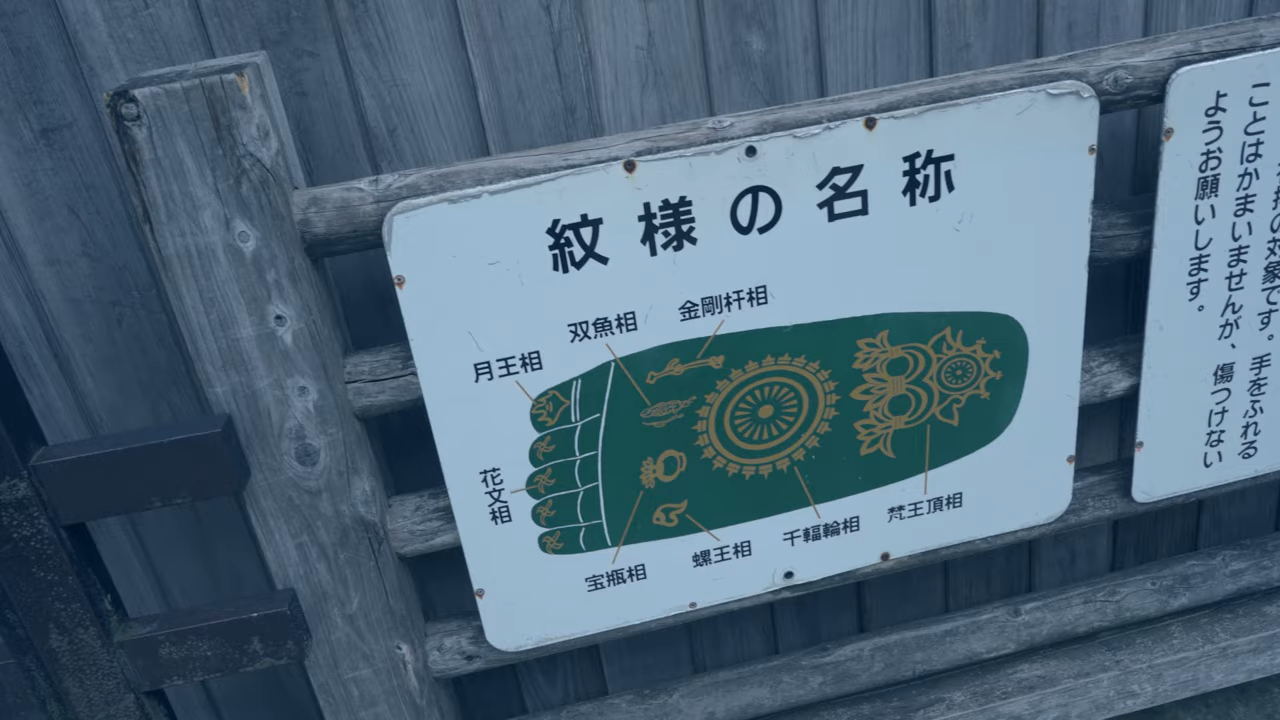 紋様の名称
金剛杆相
双魚相
月王相
花文相
宝瓶相
螺王相
千輻輪相
梵王頂相
の対象です。手をふれる
ことはかまいませんが、傷つけない
ようお願いします。